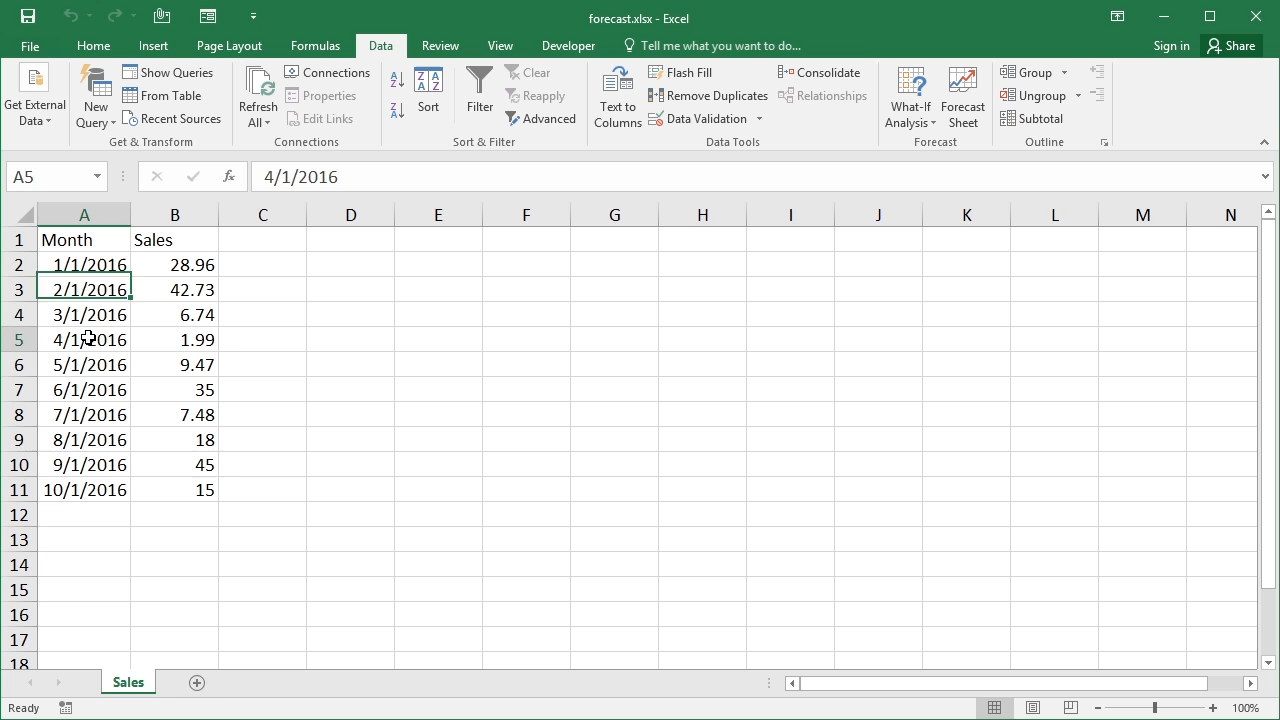 forecast.xlsx - Excel
File Home Insert Page Layout Formulas Data Review View Developer Tell me what you want to do... Sign in Share
Get External Data
New Query
Show Queries
From Table
Recent Sources
Get & Transform
Refresh All
Connections
Properties
Edit Links
Connections
Sort
Filter
Clear
Reapply
Advanced
Sort & Filter
Text to Columns
Flash Fill
Remove Duplicates
Data Validation
Consolidate
Relationships
Data Tools
What-If Analysis
Forecast Sheet
Forecast
Group
Ungroup
Subtotal
Outline
A5 fx 4/1/2016
A B C D E F G H I J K L M N
1 Month Sales
2 1/1/2016 28.96
3 2/1/2016 42.73
4 3/1/2016 6.74
5 4/1/2016 1.99
6 5/1/2016 9.47
7 6/1/2016 35
8 7/1/2016 7.48
9 8/1/2016 18
10 9/1/2016 45
11 10/1/2016 15
12
13
14
15
16
17
18
Sales
Ready 100%